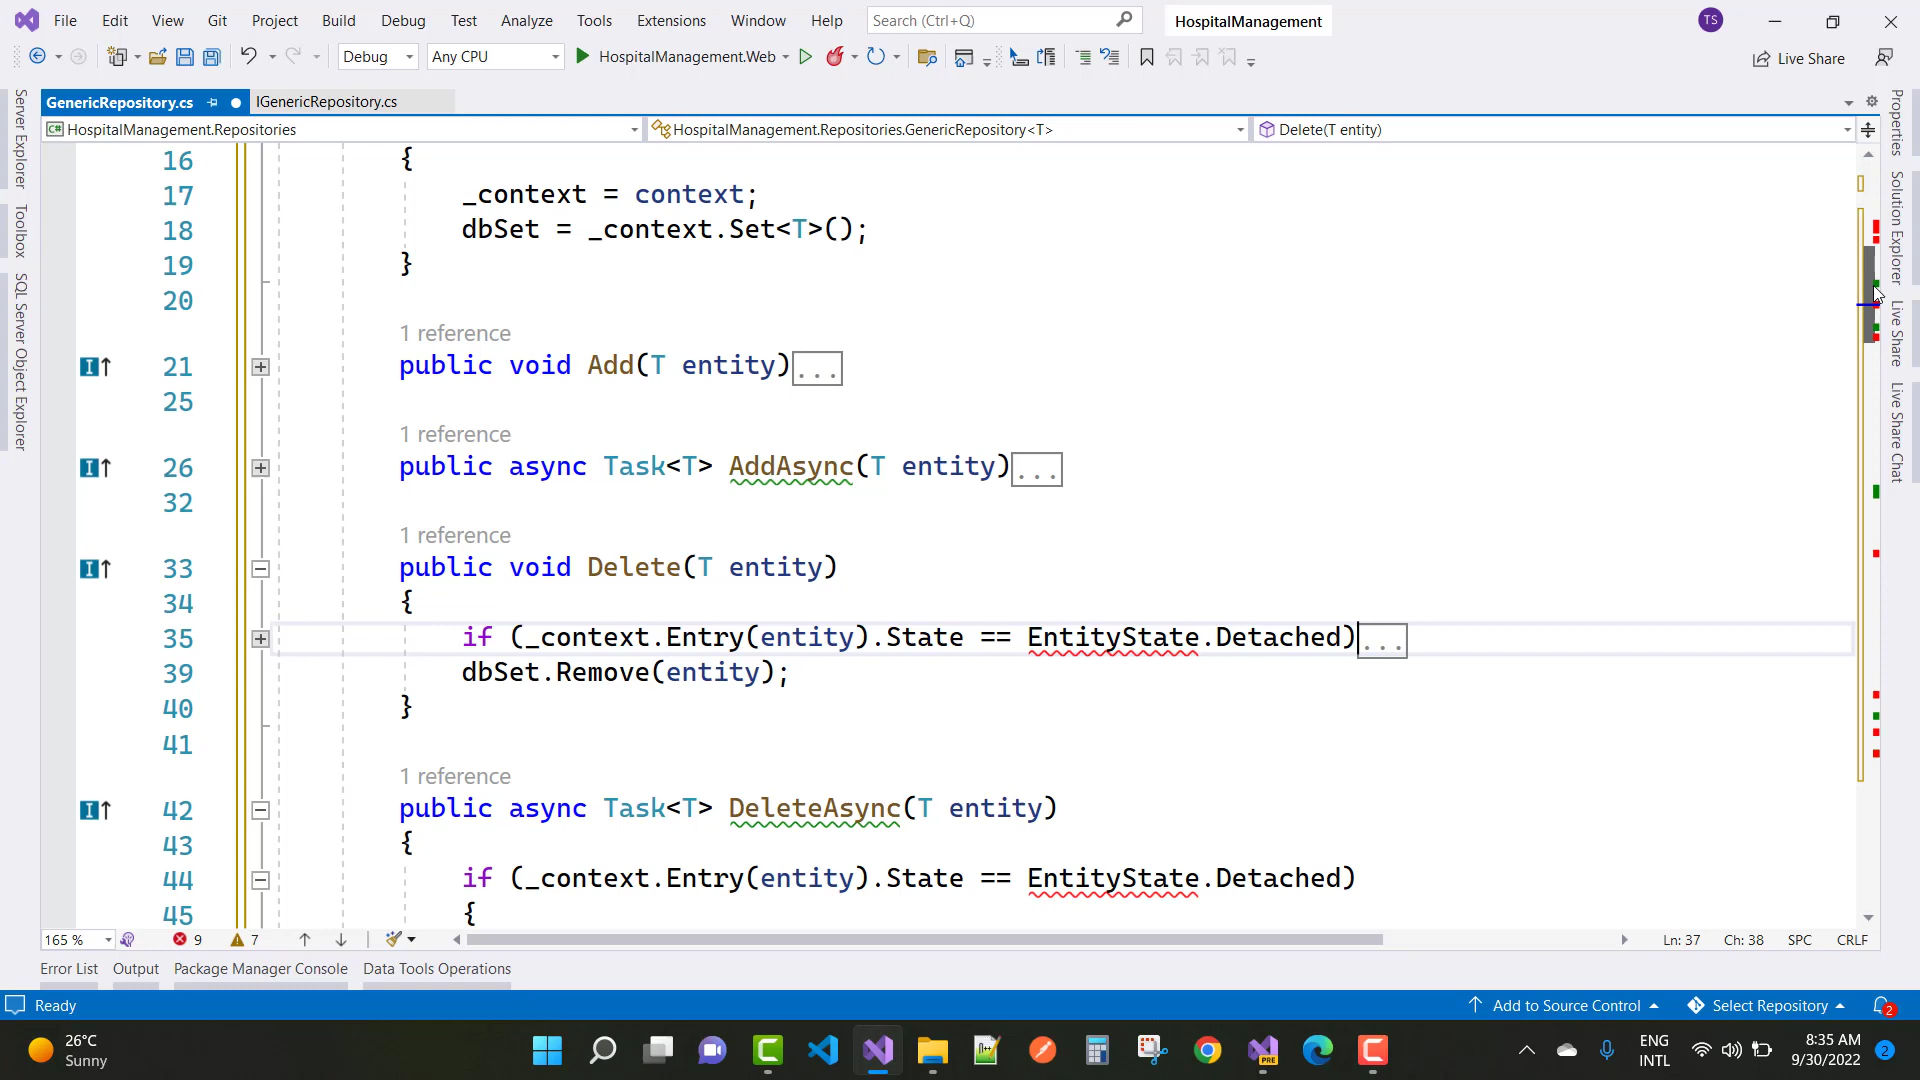 File Edit View Git Project Build Debug Test Analyze Tools Extensions Window Help Search (Ctrl+Q) HospitalManagement TS
Debug Any CPU HospitalManagement.Web Live Share
GenericRepository.cs IGenericRepository.cs
C# HospitalManagement.Repositories HospitalManagement.Repositories.GenericRepository<T> Delete(T entity)
Server Explorer
Toolbox
SQL Server Object Explorer
Properties
Solution Explorer
Live Share
Live Share Chat
16 {
17 _context = context;
18 dbSet = _context.Set<T>();
19 }
20
1 reference
21 public void Add(T entity)...
25
1 reference
26 public async Task<T> AddAsync(T entity)...
32
1 reference
33 public void Delete(T entity)
34 {
35 if (_context.Entry(entity).State == EntityState.Detached)...
39 dbSet.Remove(entity);
40 }
41
1 reference
42 public async Task<T> DeleteAsync(T entity)
43 {
44 if (_context.Entry(entity).State == EntityState.Detached)
45 {
165 % 9 7 Ln: 37 Ch: 38 SPC CRLF
Error List Output Package Manager Console Data Tools Operations
Ready Add to Source Control Select Repository 2
26°C
Sunny
PRE
ENG
INTL
8:35 AM
9/30/2022
2